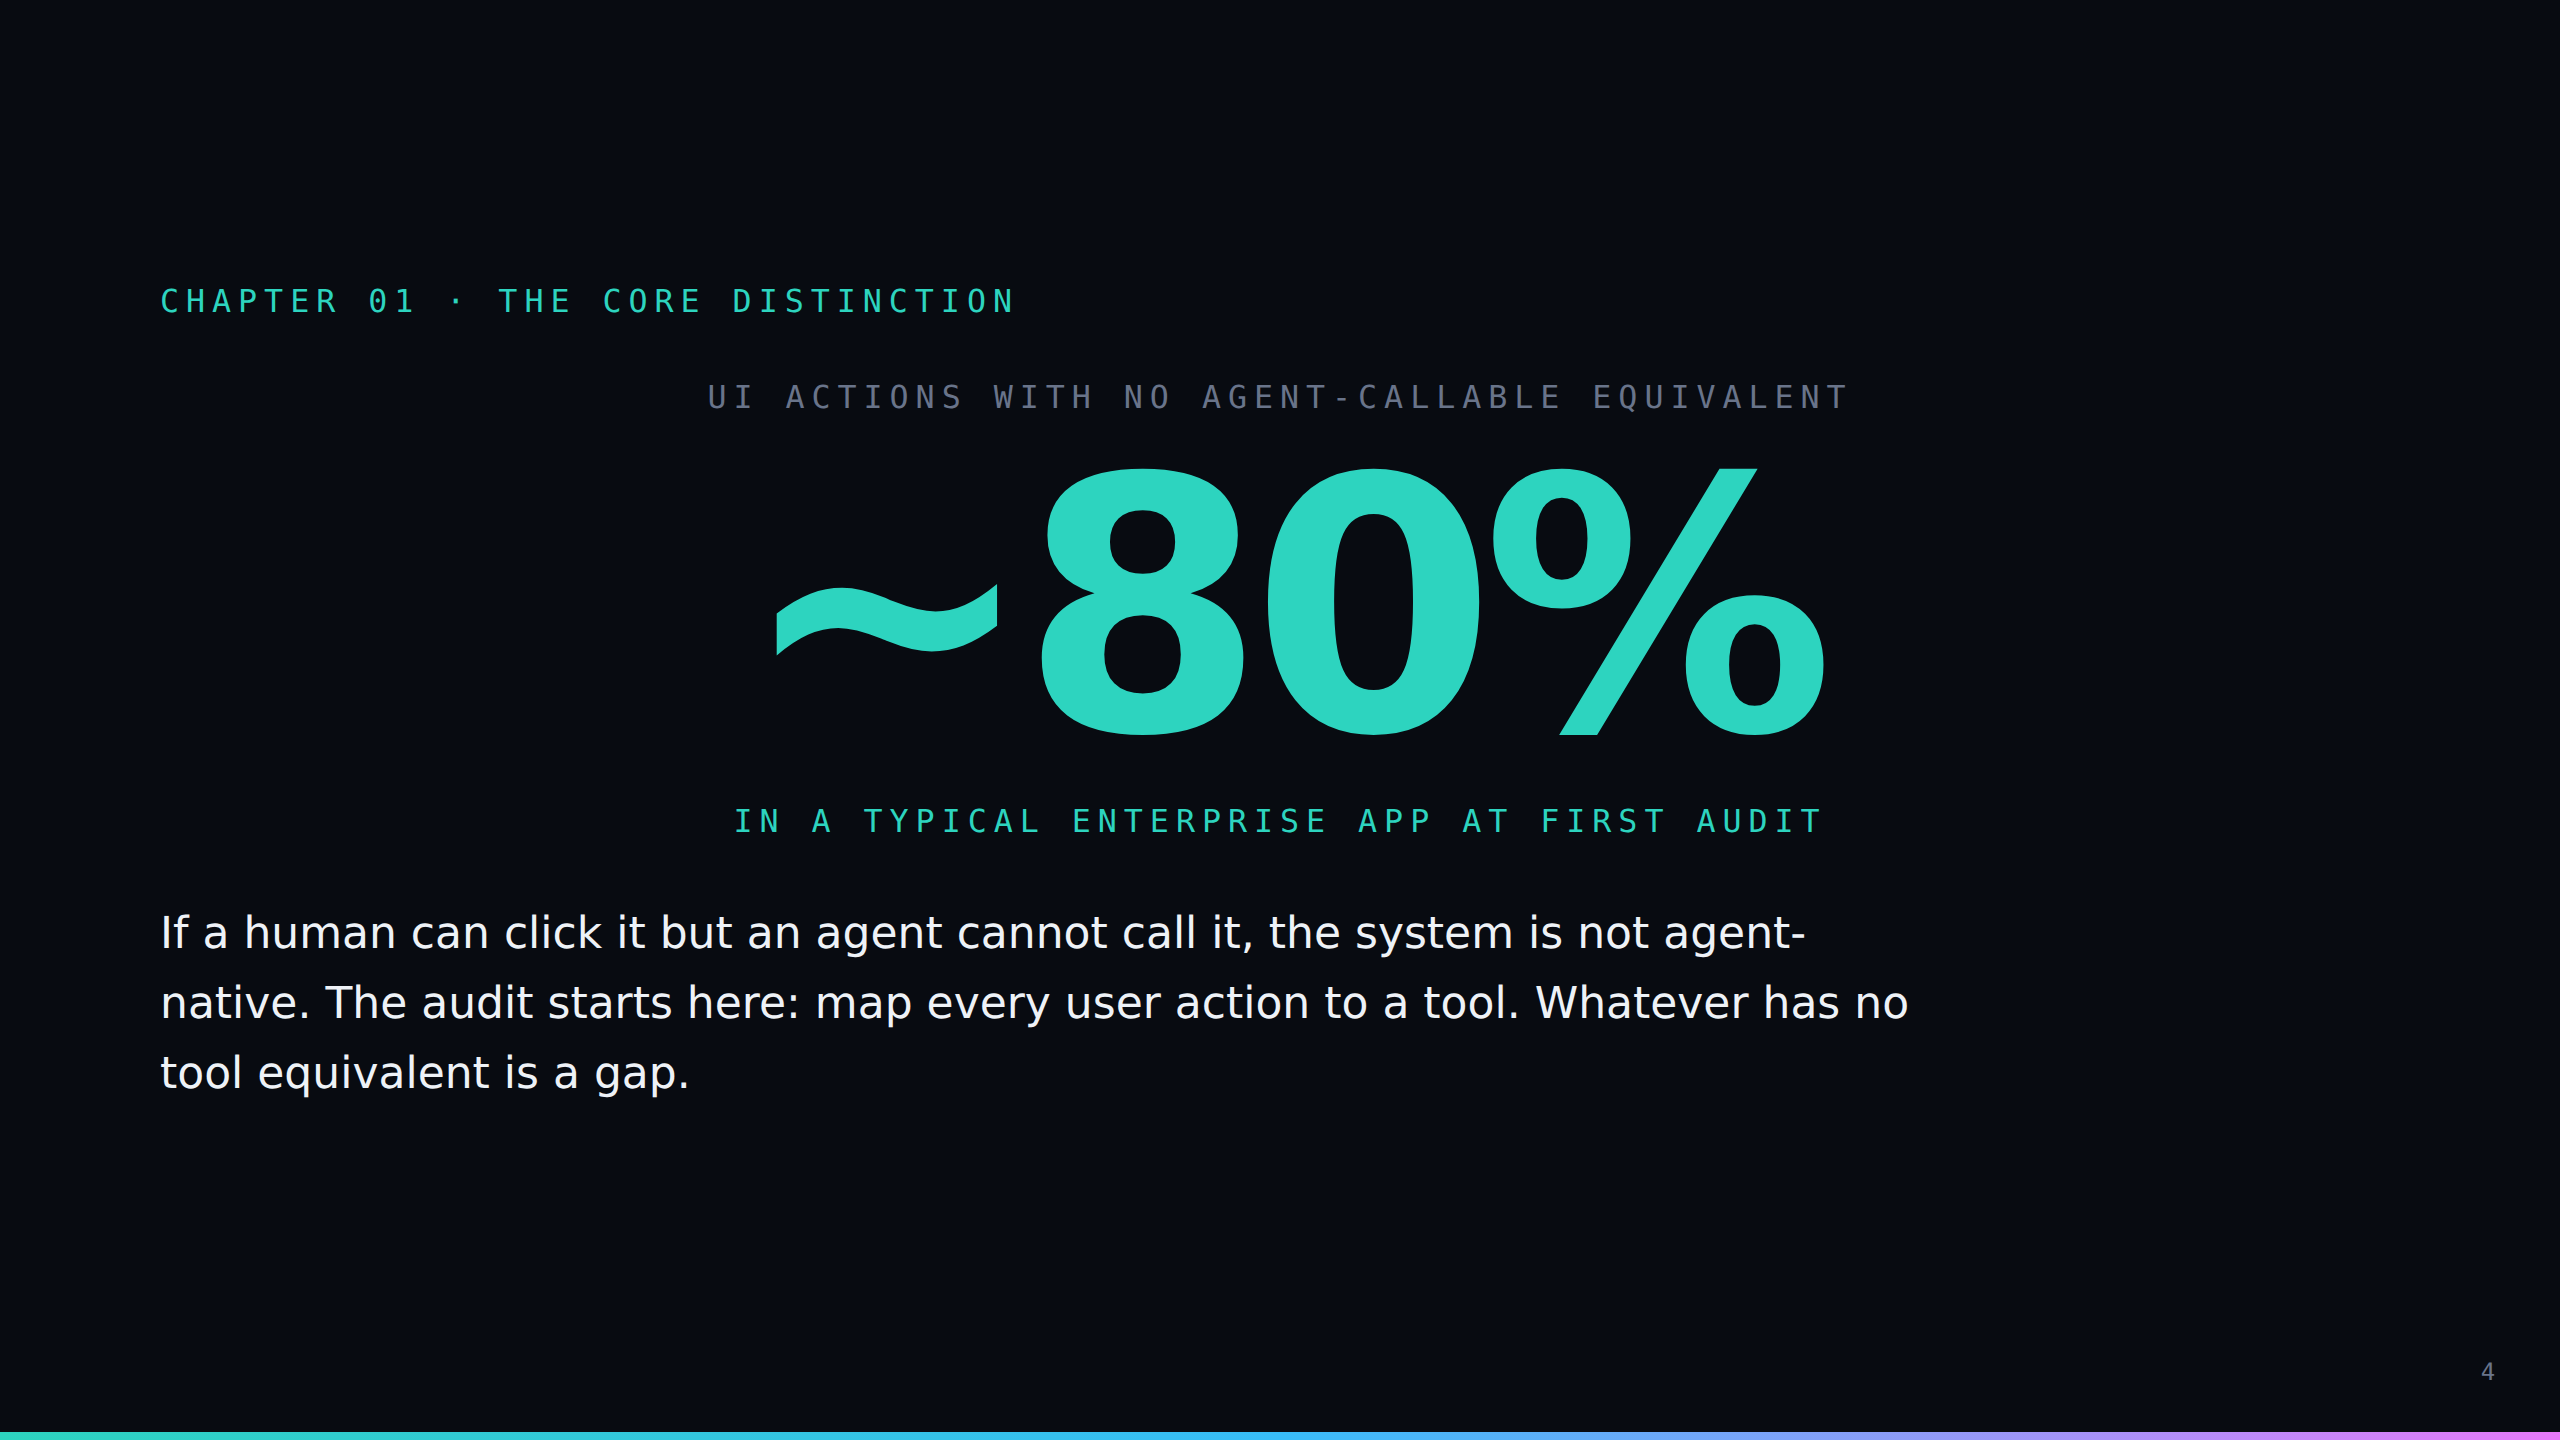 CHAPTER 01 · THE CORE DISTINCTION
UI ACTIONS WITH NO AGENT-CALLABLE EQUIVALENT
~80%
IN A TYPICAL ENTERPRISE APP AT FIRST AUDIT
If a human can click it but an agent cannot call it, the system is not agent-
native. The audit starts here: map every user action to a tool. Whatever has no
tool equivalent is a gap.
4